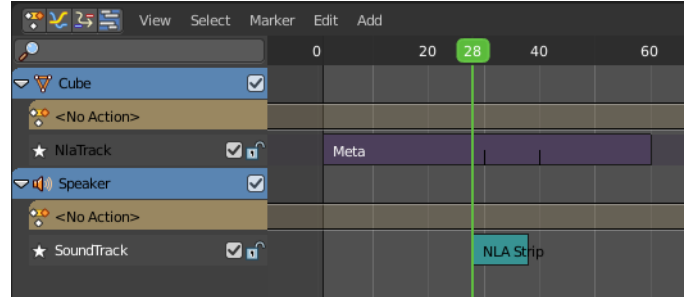 View Select Marker Edit Add
0 20 28 40 60
Cube
<No Action>
NlaTrack Meta
Speaker
<No Action>
SoundTrack NLA Strip